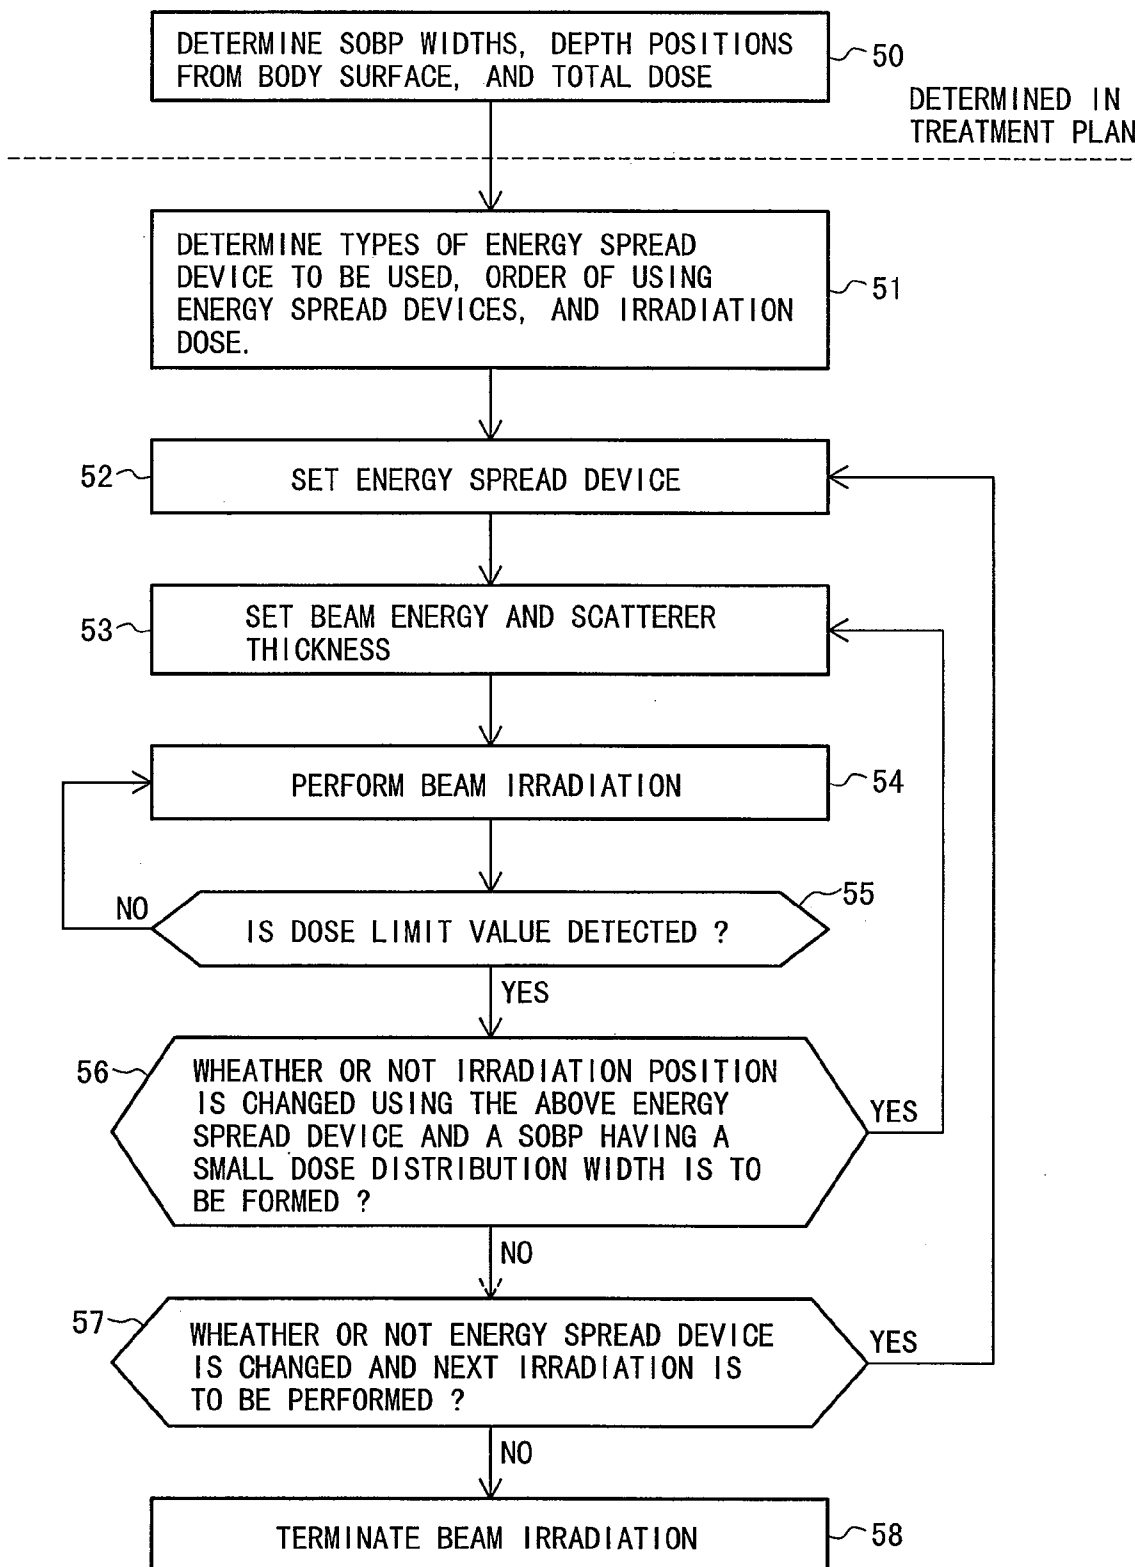 DETERMINE SOBP WIDTHS, DEPTH POSITIONS
FROM BODY SURFACE, AND TOTAL DOSE
50
DETERMINED IN
TREATMENT PLAN
DETERMINE TYPES OF ENERGY SPREAD
DEVICE TO BE USED, ORDER OF USING
ENERGY SPREAD DEVICES, AND IRRADIATION
DOSE.
51
52
SET ENERGY SPREAD DEVICE
53
SET BEAM ENERGY AND SCATTERER
THICKNESS
PERFORM BEAM IRRADIATION
54
55
NO
IS DOSE LIMIT VALUE DETECTED ?
YES
56
WHEATHER OR NOT IRRADIATION POSITION
IS CHANGED USING THE ABOVE ENERGY
SPREAD DEVICE AND A SOBP HAVING A
SMALL DOSE DISTRIBUTION WIDTH IS TO
BE FORMED ?
YES
NO
57
WHEATHER OR NOT ENERGY SPREAD DEVICE
IS CHANGED AND NEXT IRRADIATION IS
TO BE PERFORMED ?
YES
NO
TERMINATE BEAM IRRADIATION
58